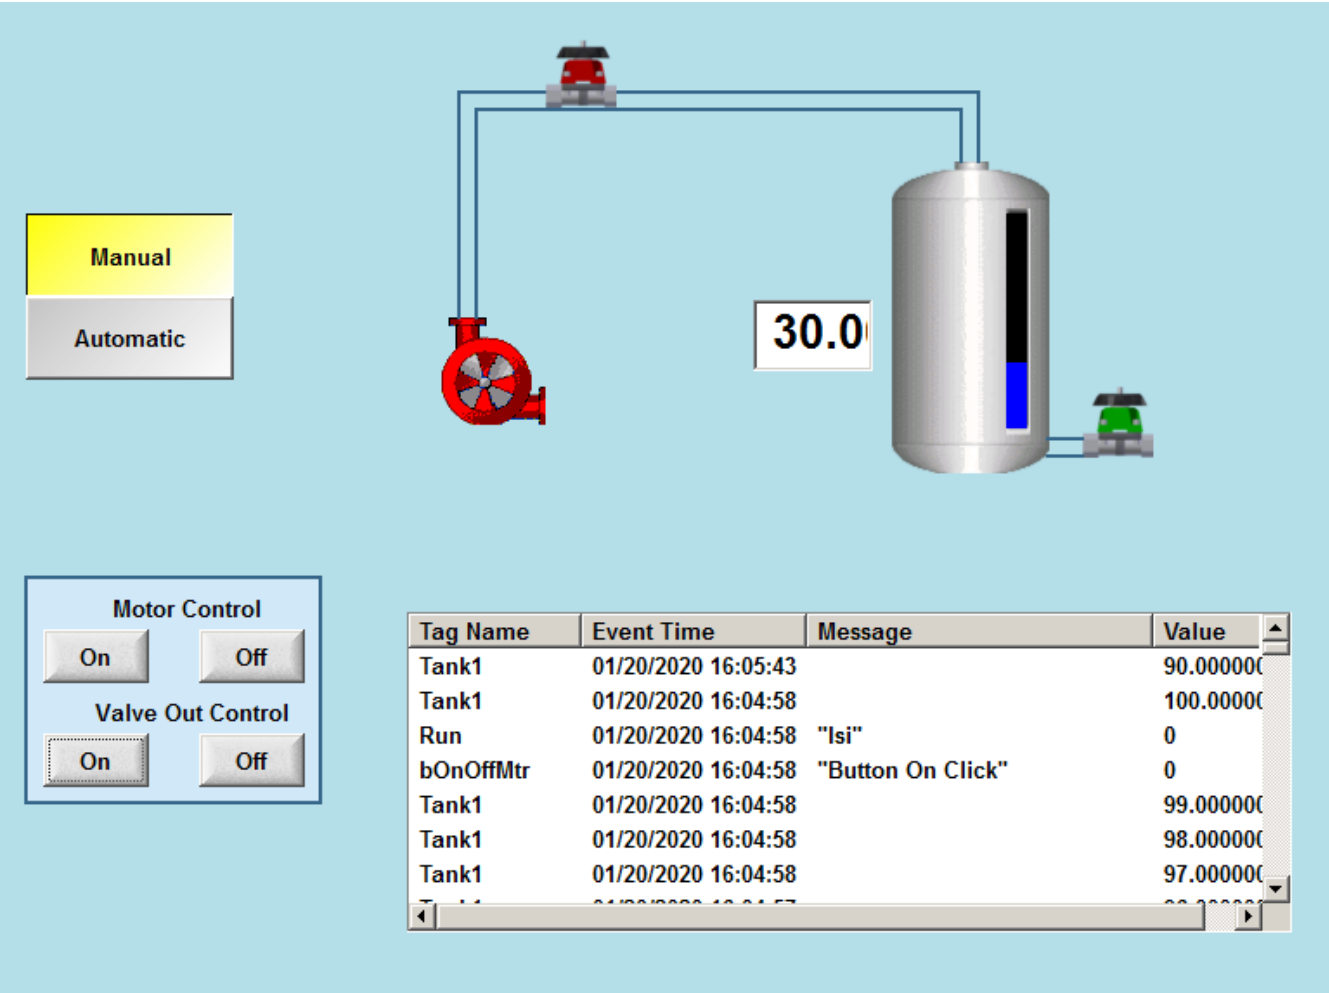 Manual
Automatic
30.0
Motor Control
On Off
Valve Out Control
On Off
Tag Name Event Time Message Value
Tank1 01/20/2020 16:05:43 90.000000
Tank1 01/20/2020 16:04:58 100.00000
Run 01/20/2020 16:04:58 "Isi" 0
bOnOffMtr 01/20/2020 16:04:58 "Button On Click" 0
Tank1 01/20/2020 16:04:58 99.000000
Tank1 01/20/2020 16:04:58 98.000000
Tank1 01/20/2020 16:04:58 97.000000